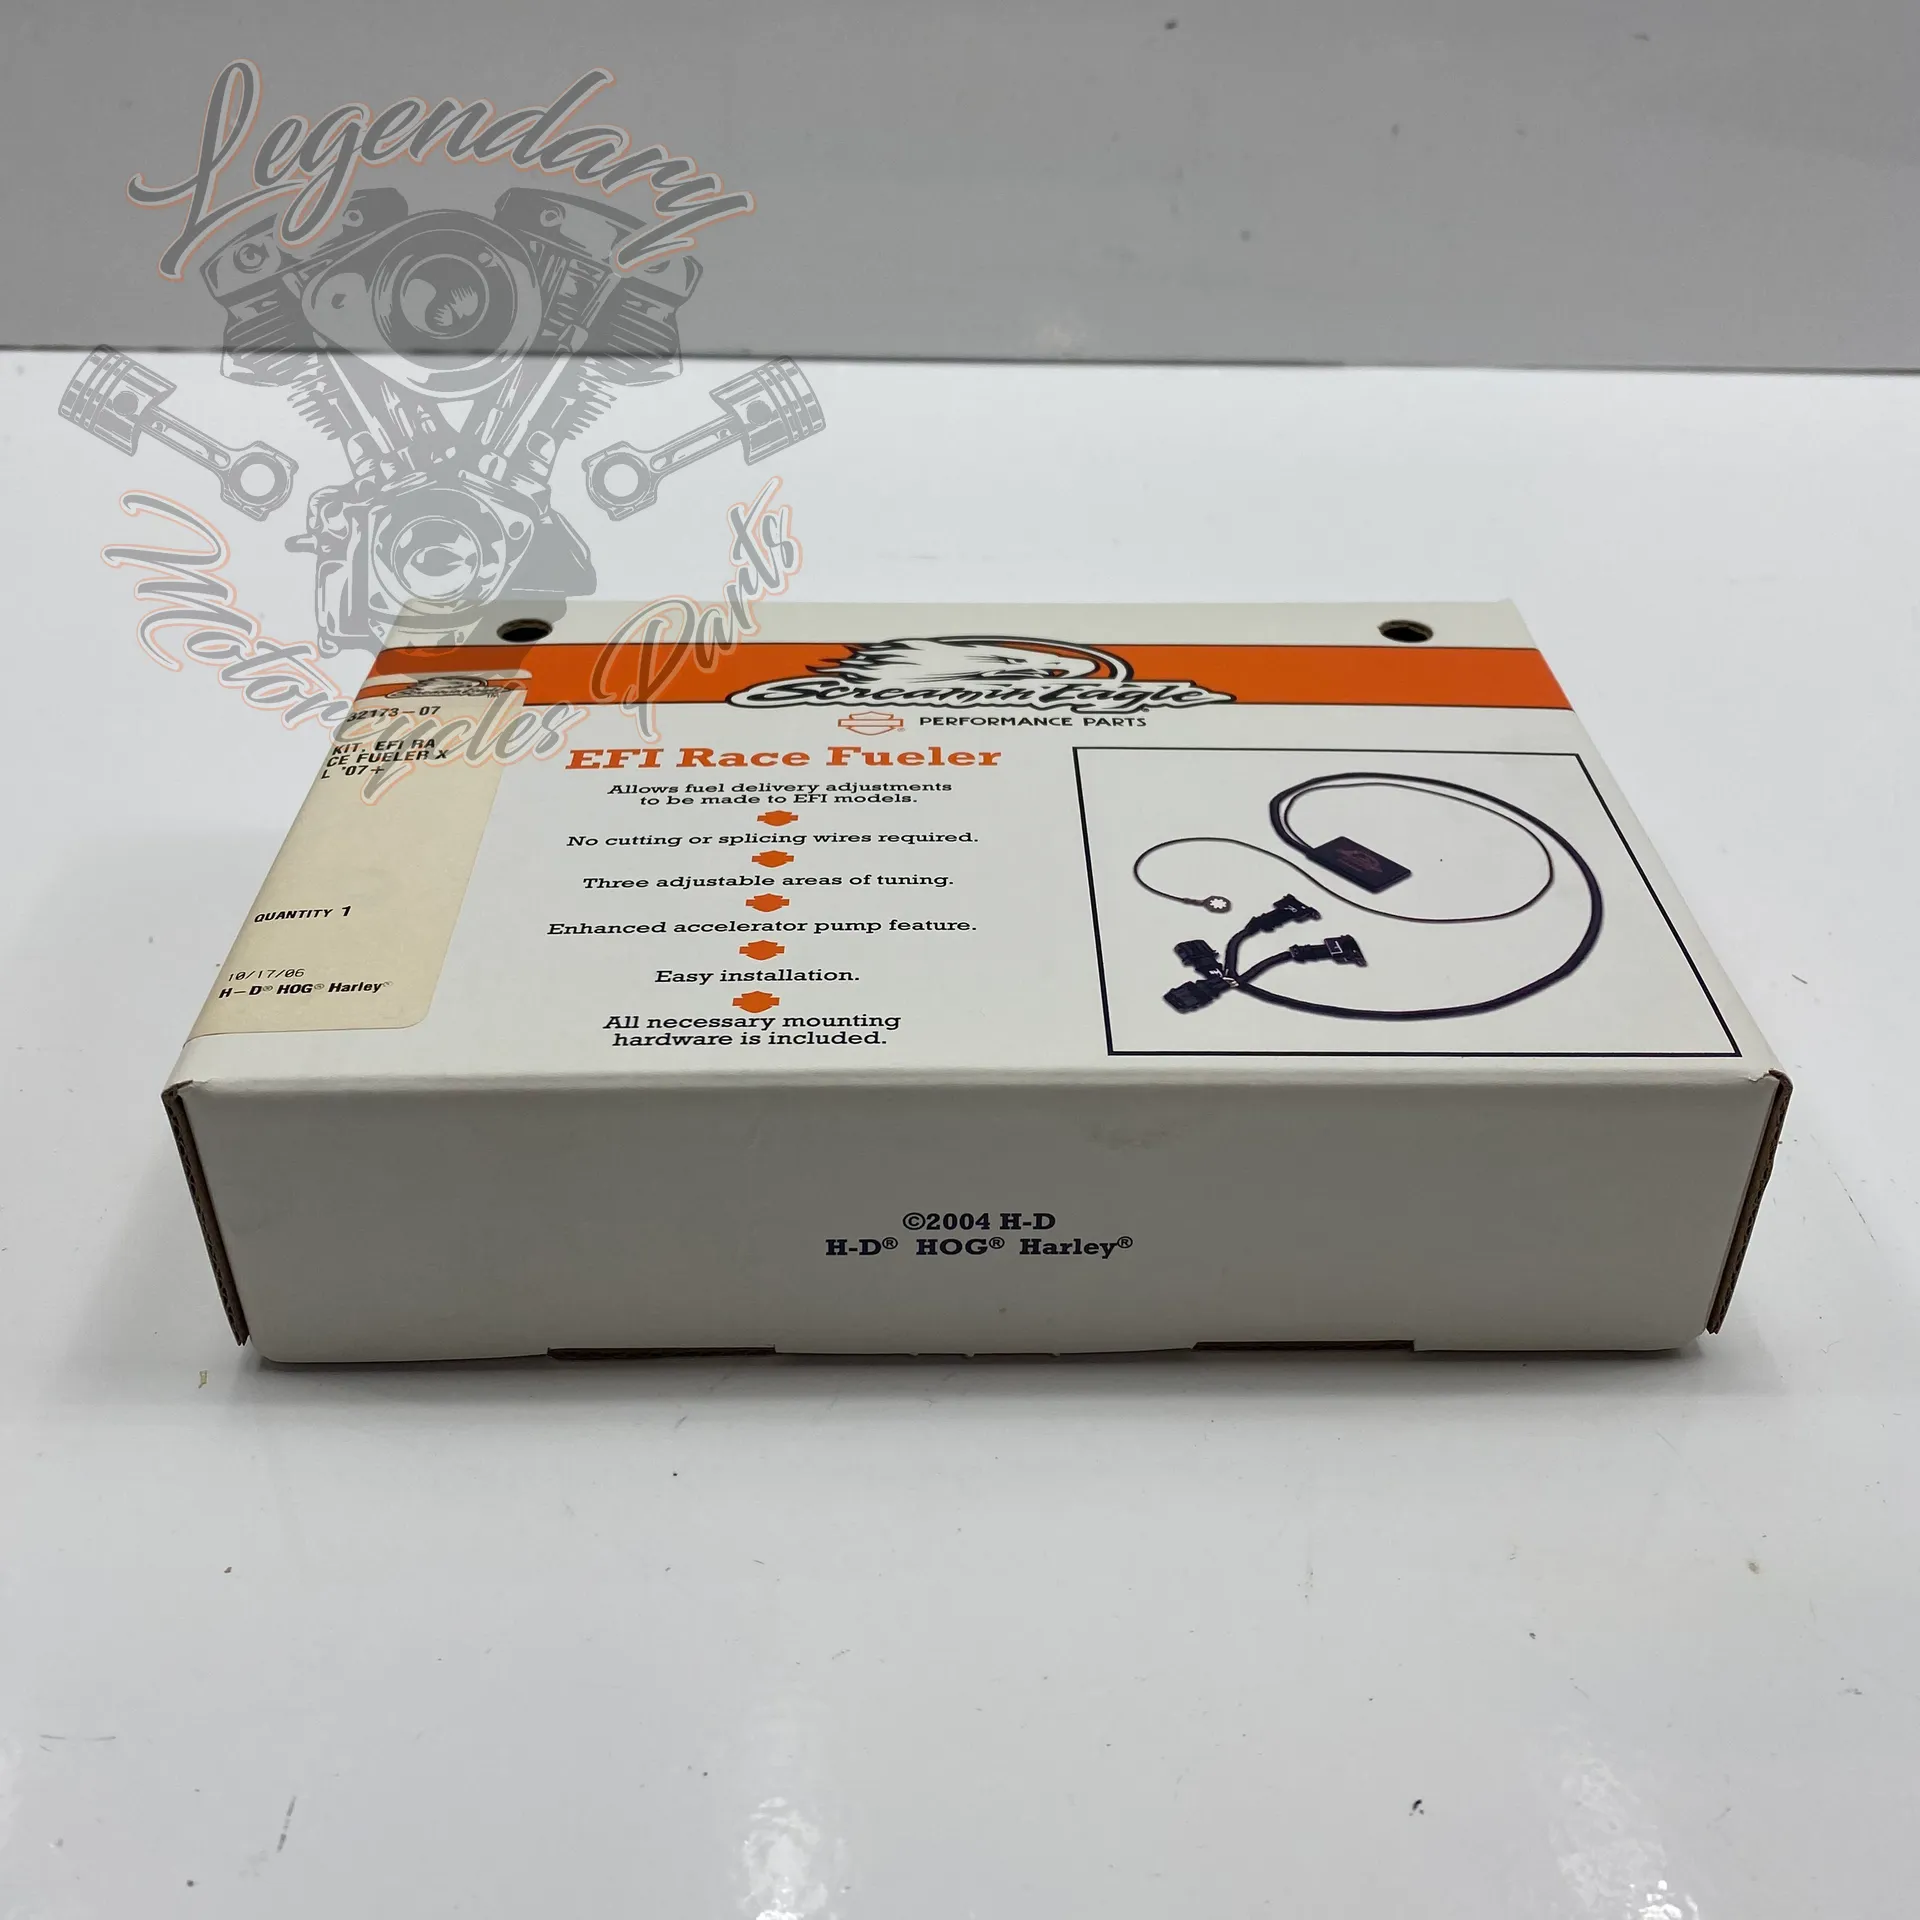 Legendary
Motorcycles Parts
Screamin' Eagle
PERFORMANCE PARTS
32173-07
KIT, EFI RA
CE FUELER X
L '07+
QUANTITY 1
10/17/06
H-D® HOG® Harley®
EFI Race Fueler
Allows fuel delivery adjustments
to be made to EFI models.
No cutting or splicing wires required.
Three adjustable areas of tuning.
Enhanced accelerator pump feature.
Easy installation.
All necessary mounting
hardware is included.
©2004 H-D
H-D® HOG® Harley®